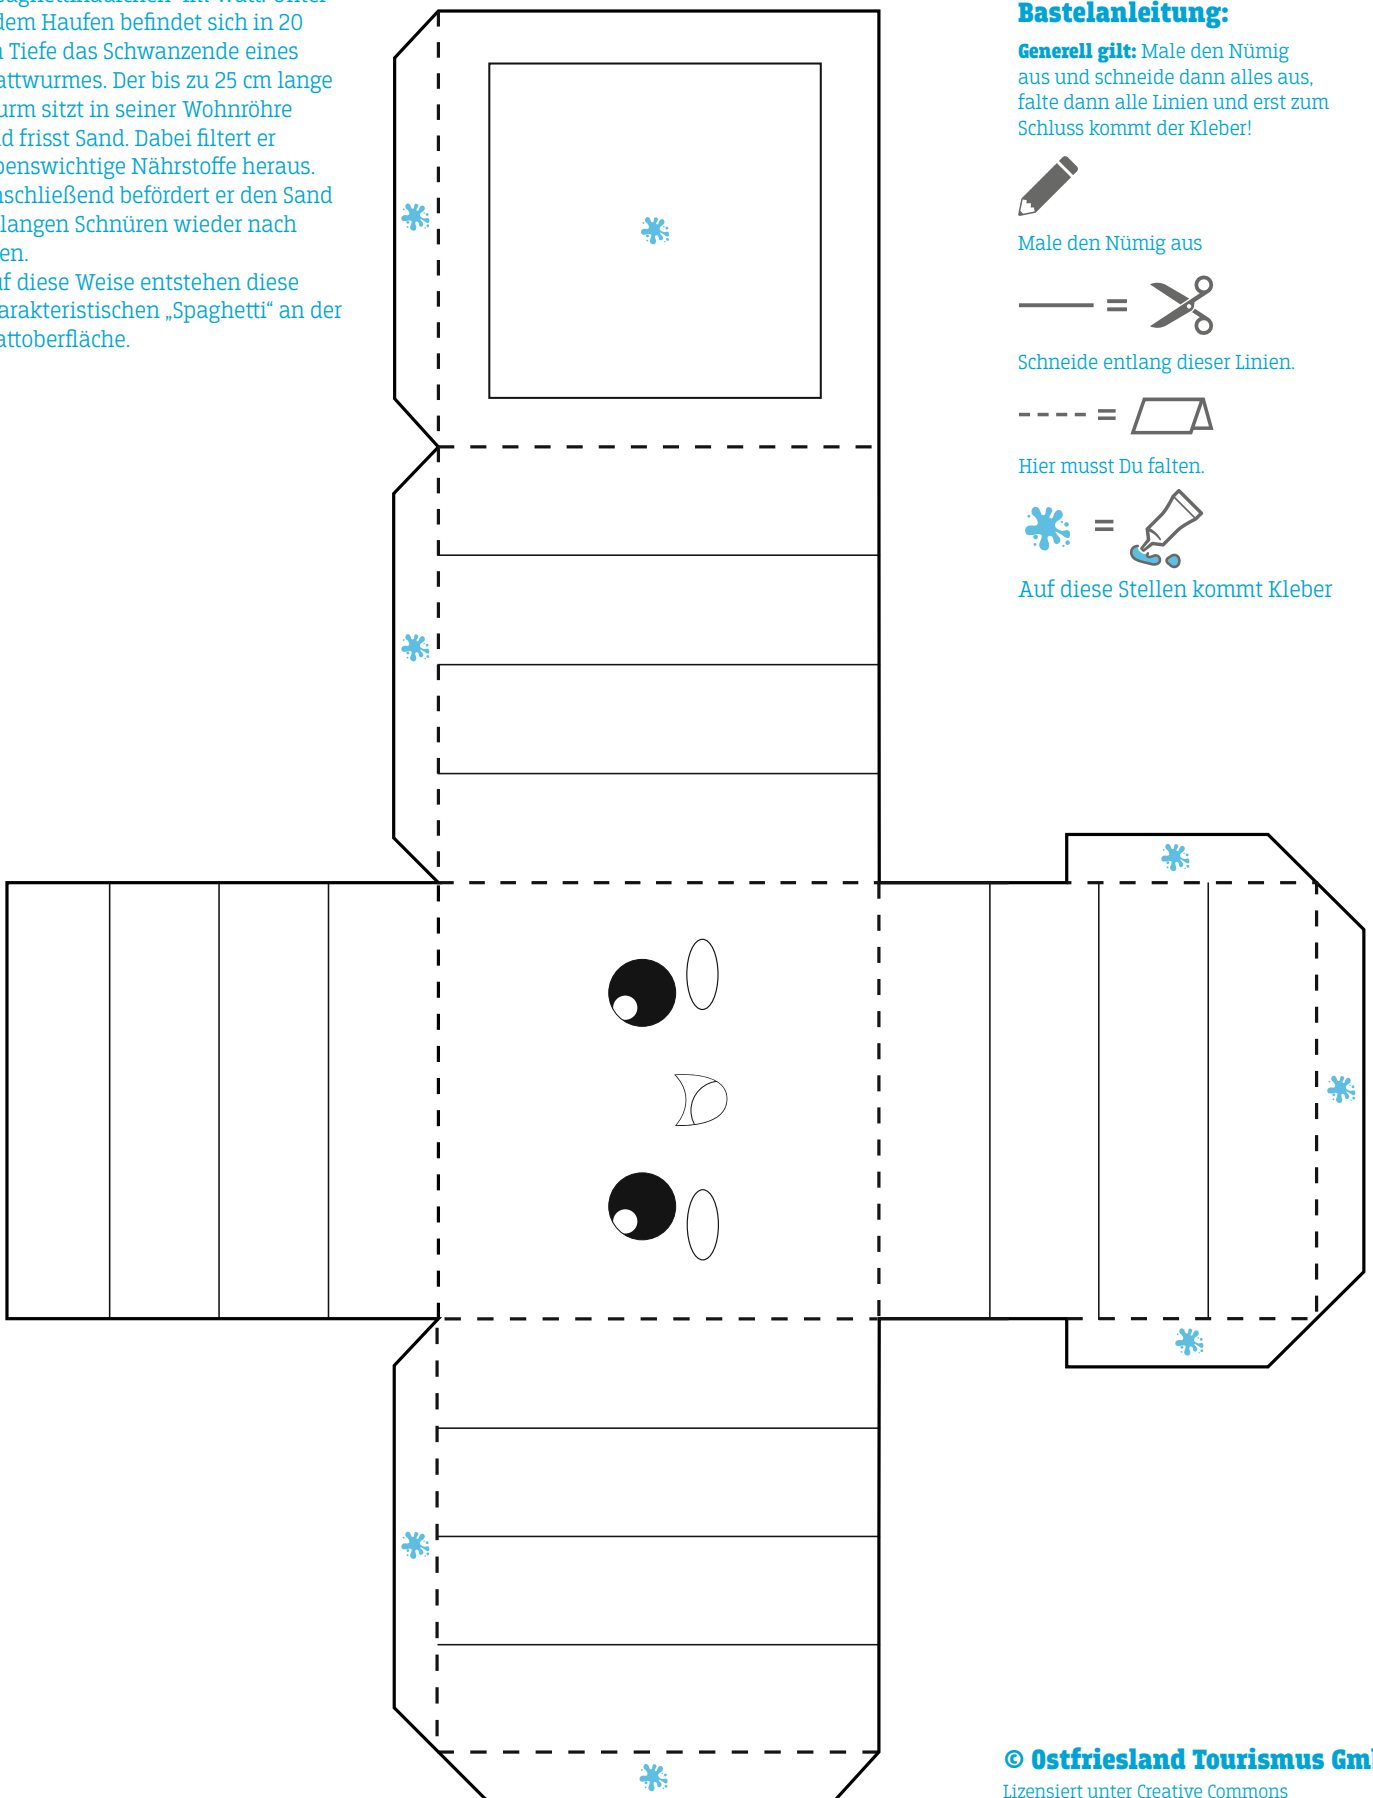 dem Haufen befindet sich in 20
Tiefe das Schwanzende eines
attwurmes. Der bis zu 25 cm lange
urm sitzt in seiner Wohnröhre
d frisst Sand. Dabei filtert er
benswichtige Nährstoffe heraus.
nschließend befördert er den Sand
langen Schnüren wieder nach
en.
uf diese Weise entstehen diese
arakteristischen „Spaghetti“ an der
attoberfläche.
Bastelanleitung:
Generell gilt: Male den Nümig
aus und schneide dann alles aus,
falte dann alle Linien und erst zum
Schluss kommt der Kleber!
Male den Nümig aus
=
Schneide entlang dieser Linien.
=
Hier musst Du falten.
=
Auf diese Stellen kommt Kleber
© Ostfriesland Tourismus Gm
Lizensiert unter Creative Commons